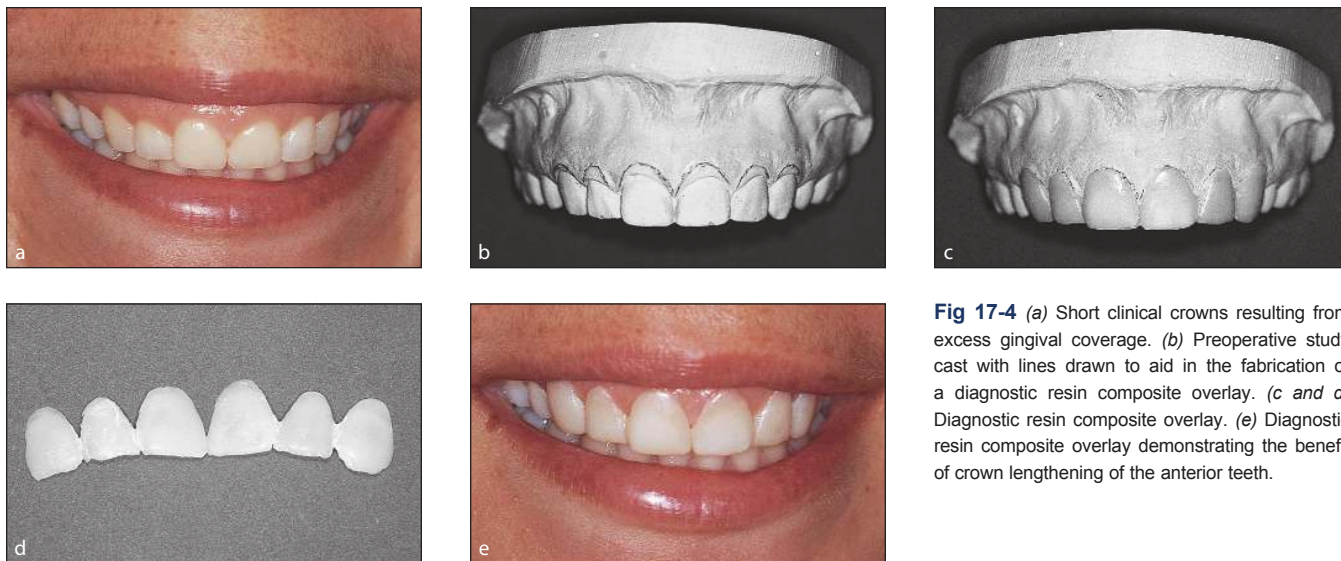 a
b
c
d
e
Fig 17-4 (a) Short clinical crowns resulting from
excess gingival coverage. (b) Preoperative stud
cast with lines drawn to aid in the fabrication o
a diagnostic resin composite overlay. (c and d
Diagnostic resin composite overlay. (e) Diagnosti
resin composite overlay demonstrating the benef
of crown lengthening of the anterior teeth.